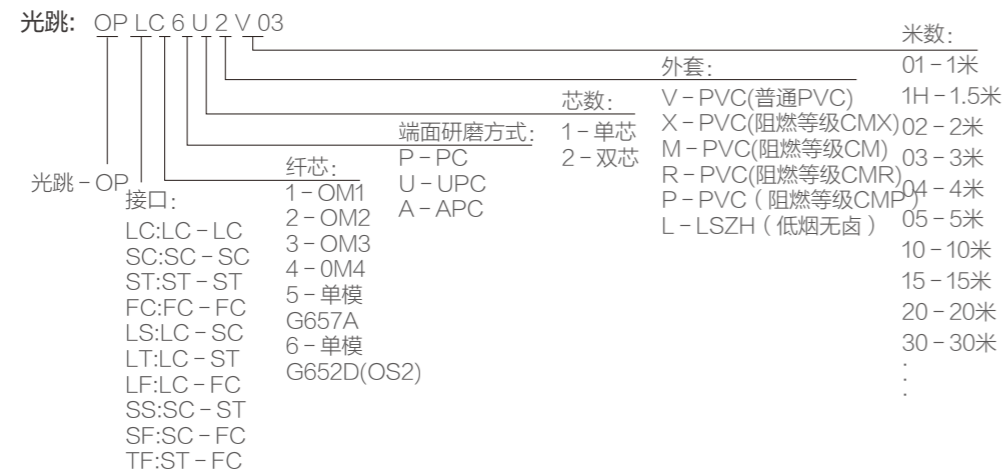 光跳: OP LC 6 U 2 V 03
光跳－OP
接口:
LC:LC－LC
SC:SC－SC
ST:ST－ST
FC:FC－FC
LS:LC－SC
LT:LC－ST
LF:LC－FC
SS:SC－ST
SF:SC－FC
TF:ST－FC
纤芯:
1－OM1
2－OM2
3－OM3
4－0M4
5－单模
G657A
6－单模
G652D(OS2)
端面研磨方式:
P－PC
U－UPC
A－APC
芯数:
1－单芯
2－双芯
外套:
V－PVC(普通PVC)
X－PVC(阻燃等级CMX)
M－PVC(阻燃等级CM)
R－PVC(阻燃等级CMR)
P－PVC（阻燃等级CMP）
L－LSZH（低烟无卤）
米数:
01－1米
1H－1.5米
02－2米
03－3米
04－4米
05－5米
10－10米
15－15米
20－20米
30－30米
.
.
.